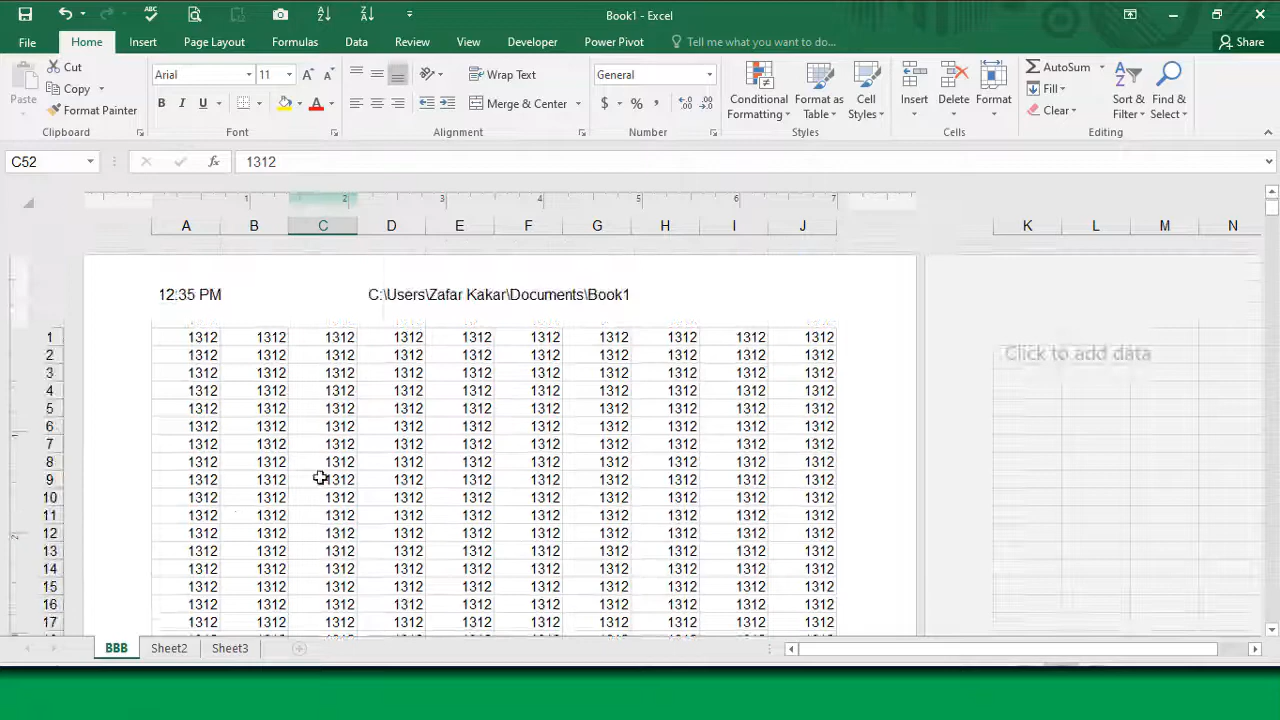 Book1 - Excel
File Home Insert Page Layout Formulas Data Review View Developer Power Pivot Tell me what you want to do... Share
Paste Cut Copy Format Painter Clipboard
Arial 11 B I U A Font
Wrap Text Merge & Center Alignment
General $ % , Number
Conditional Formatting Format as Table Cell Styles Styles
Insert Delete Format Cells
AutoSum Fill Clear Sort & Filter Find & Select Editing
C52 fx 1312
1 2 3 4 5 6 7
A B C D E F G H I J K L M N
12:35 PM C:\Users\Zafar Kakar\Documents\Book1
1 1312 1312 1312 1312 1312 1312 1312 1312 1312 1312
2 1312 1312 1312 1312 1312 1312 1312 1312 1312 1312 Click to add data
3 1312 1312 1312 1312 1312 1312 1312 1312 1312 1312
4 1312 1312 1312 1312 1312 1312 1312 1312 1312 1312
5 1312 1312 1312 1312 1312 1312 1312 1312 1312 1312
6 1312 1312 1312 1312 1312 1312 1312 1312 1312 1312
7 1312 1312 1312 1312 1312 1312 1312 1312 1312 1312
8 1312 1312 1312 1312 1312 1312 1312 1312 1312 1312
9 1312 1312 1312 1312 1312 1312 1312 1312 1312 1312
10 1312 1312 1312 1312 1312 1312 1312 1312 1312 1312
11 1312 1312 1312 1312 1312 1312 1312 1312 1312 1312
12 1312 1312 1312 1312 1312 1312 1312 1312 1312 1312
13 1312 1312 1312 1312 1312 1312 1312 1312 1312 1312
14 1312 1312 1312 1312 1312 1312 1312 1312 1312 1312
15 1312 1312 1312 1312 1312 1312 1312 1312 1312 1312
16 1312 1312 1312 1312 1312 1312 1312 1312 1312 1312
17 1312 1312 1312 1312 1312 1312 1312 1312 1312 1312
BBB Sheet2 Sheet3